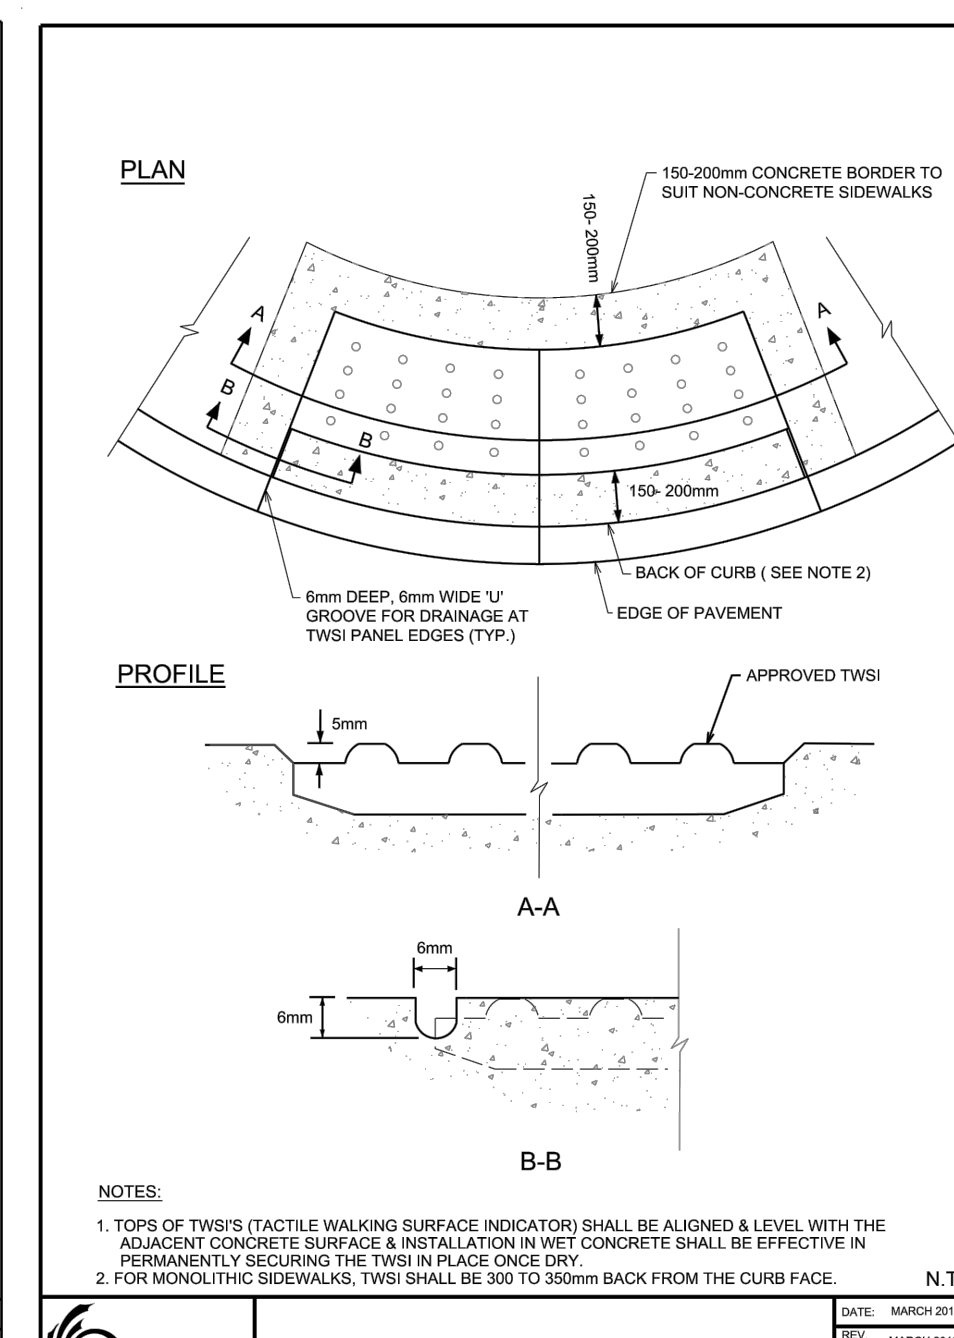 PLAN
150-200mm CONCRETE BORDER TO
SUIT NON-CONCRETE SIDEWALKS
150- 200mm
A
A
B
B
150- 200mm
BACK OF CURB ( SEE NOTE 2)
6mm DEEP, 6mm WIDE 'U'
GROOVE FOR DRAINAGE AT
TWSI PANEL EDGES (TYP.)
EDGE OF PAVEMENT
PROFILE
APPROVED TWSI
5mm
A-A
6mm
6mm
B-B
NOTES:
1. TOPS OF TWSI'S (TACTILE WALKING SURFACE INDICATOR) SHALL BE ALIGNED & LEVEL WITH THE
ADJACENT CONCRETE SURFACE & INSTALLATION IN WET CONCRETE SHALL BE EFFECTIVE IN
PERMANENTLY SECURING THE TWSI IN PLACE ONCE DRY.
2. FOR MONOLITHIC SIDEWALKS, TWSI SHALL BE 300 TO 350mm BACK FROM THE CURB FACE.
N.T
DATE: MARCH 201
REV